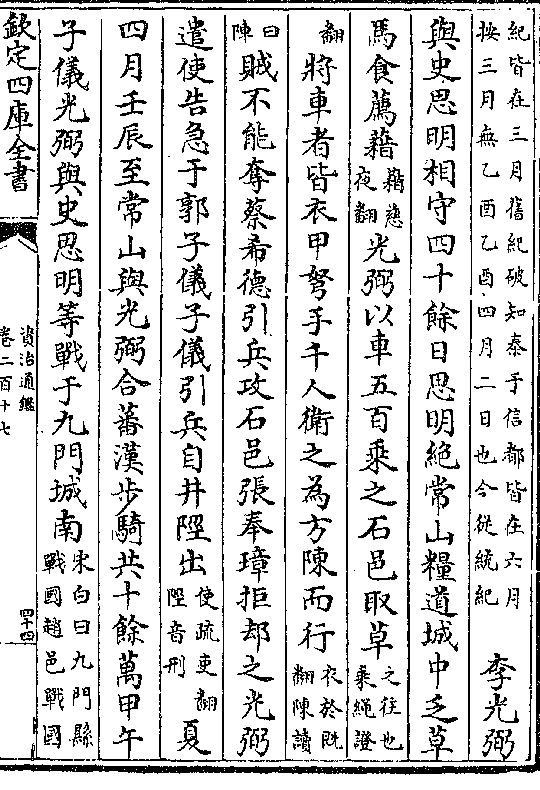 紀皆在三月舊紀破知泰于信都皆在六月
按三月無乙酉乙酉四月二日也今從統紀
李光弼
與史思明相守四十餘日思明絶常山糧道城中乏草
馬食薦藉
藉慈
夜翻
光弼以車五百乘之石邑取草
之往也
乘繩證
翻
將車者皆衣甲弩手千人衛之為方陳而行
衣於既
翻陳讀
曰
陳
賊不能奪蔡希德引兵攻石邑張奉璋拒却之光弼
遣使告急于郭子儀子儀引兵自井陘出
使疏吏翻
陘音刑
夏
四月壬辰至常山與光弼合蕃漢步騎共十餘萬甲午
子儀光弼與史思明等戰于九門城南
宋白曰九門縣
戰國趙邑戰國
欽定四庫全書
資治通鑑
卷二百十七
四十四